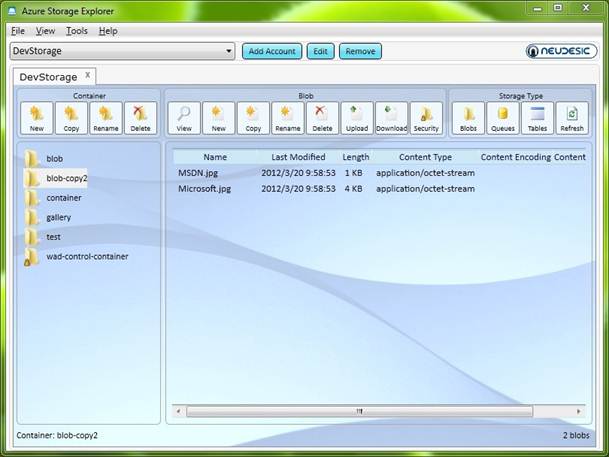 Azure Storage Explorer
File View Tools Help
DevStorage Add Account Edit Remove NEUDESIC
DevStorage x
Container Blob Storage Type
New Copy Rename Delete View New Copy Rename Delete Upload Download Security Blobs Queues Tables Refresh
Name Last Modified Length Content Type Content Encoding Content
blob
MSDN.jpg 2012/3/20 9:58:53 1 KB application/octet-stream
blob-copy2
Microsoft.jpg 2012/3/20 9:58:53 4 KB application/octet-stream
container
gallery
test
wad-control-container
Container: blob-copy2 2 blobs